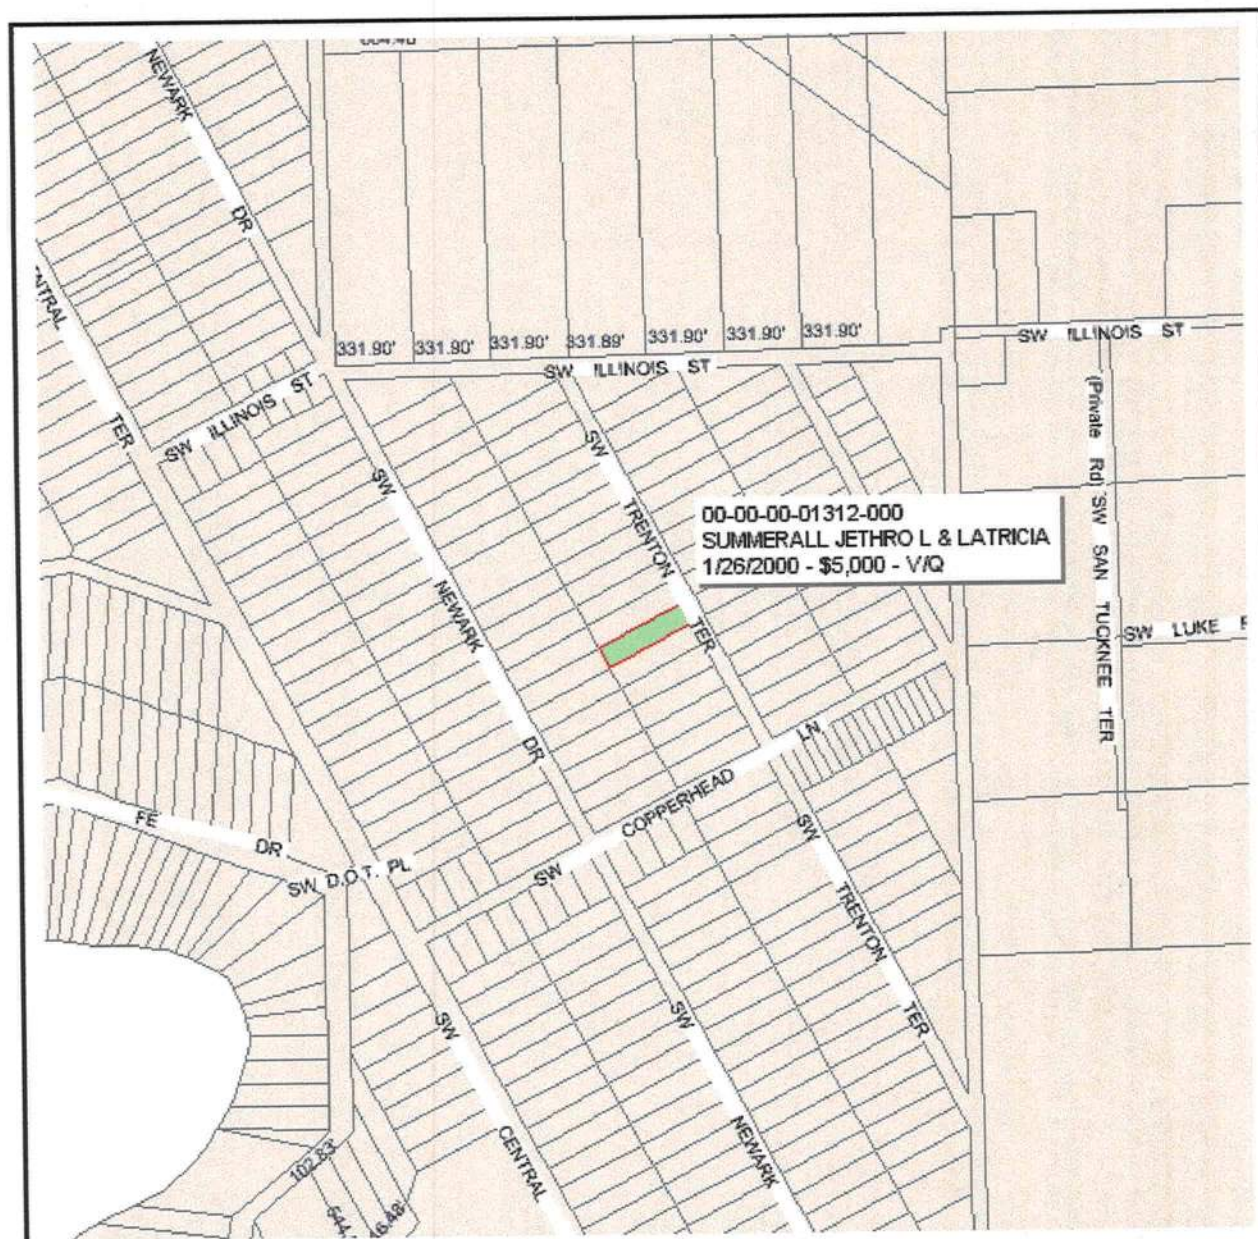 NEWARK
DR
TER
SW ILLINOIS ST
331.90'
331.90'
331.90'
331.89'
331.90'
331.90'
331.90'
SW ILLINOIS ST
SW ILLINOIS ST
(Private Rd) SW SAN TUCKNEE TER
SW LUKE
SW TRENTON TER
00-00-00-01312-000
SUMMERALL JETHRO L & LATRICIA
1/26/2000 - $5,000 - V/Q
SW NEWARK DR
SW COPPERHEAD LN
FE DR
SW D.O.T. PL
SW TRENTON TER
SW CENTRAL
SW NEWARK
102.83'